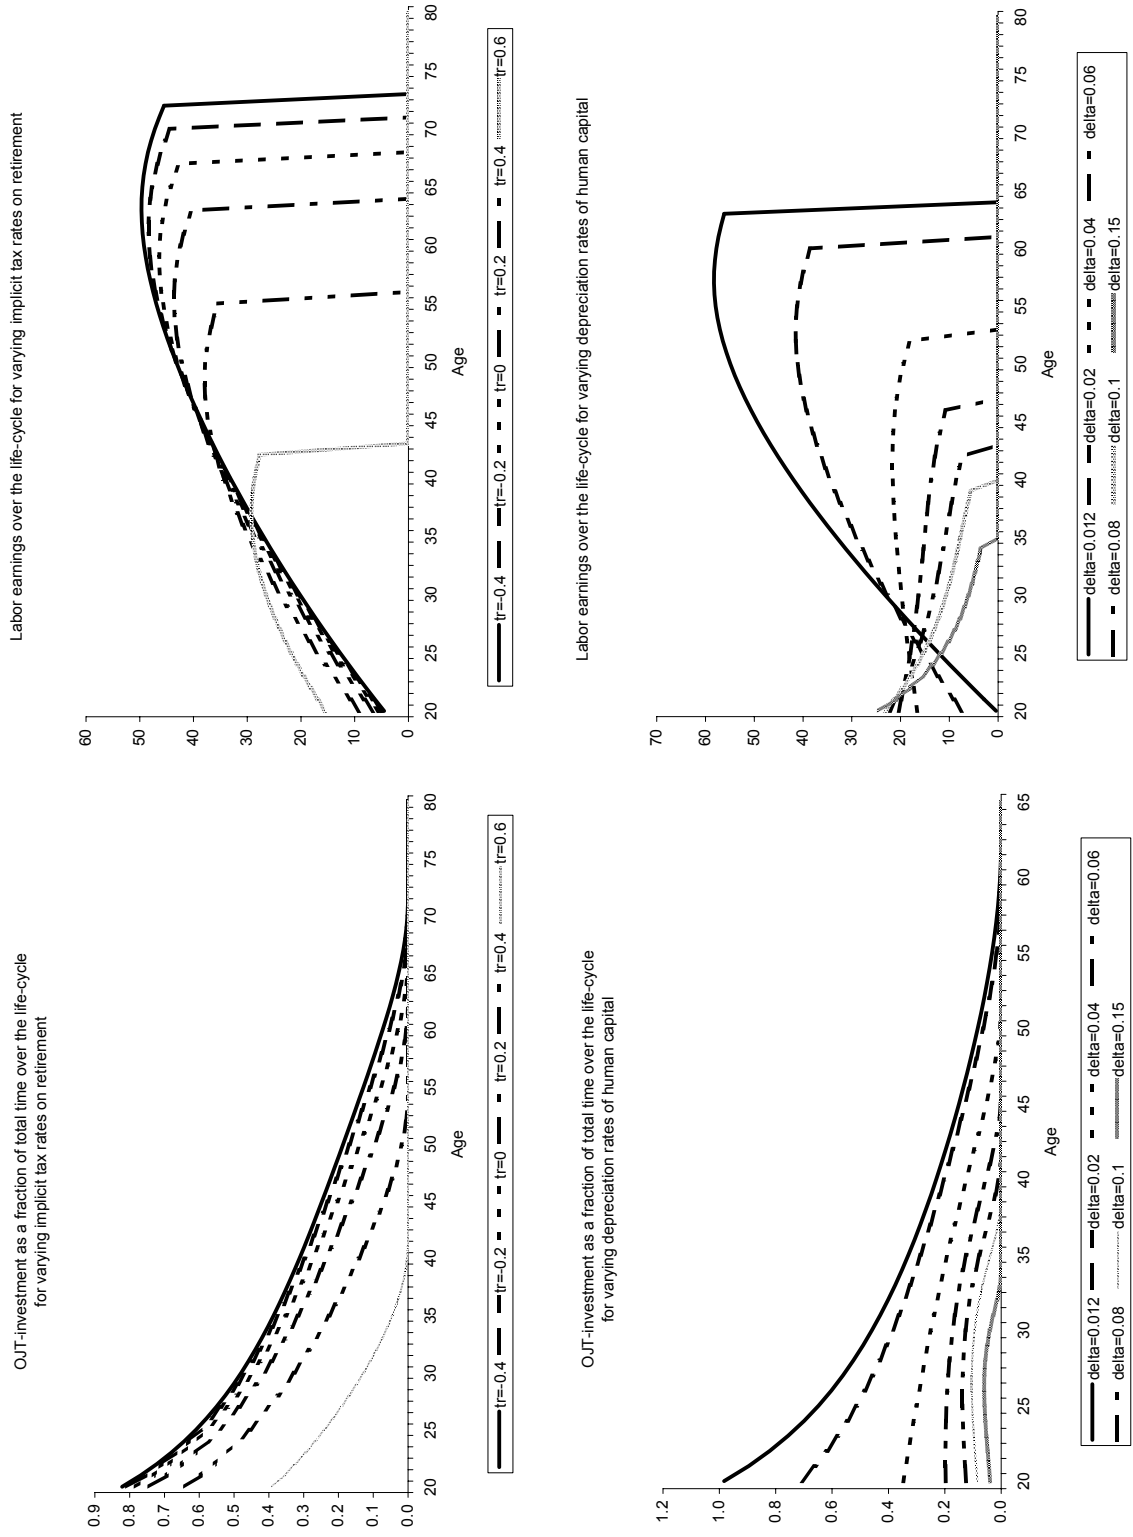 OJT-investment as a fraction of total time over the life-cycle
for varying implicit tax rates on retirement
0.9
0.8
0.7
0.6
0.5
0.4
0.3
0.2
0.1
0.0
20 25 30 35 40 45 50 55 60 65 70 75 80
Age
tr=-0.4 tr=-0.2 tr=0 tr=0.2 tr=0.4 tr=0.6
Labor earnings over the life-cycle for varying implicit tax rates on retirement
60
50
40
30
20
10
0
20 25 30 35 40 45 50 55 60 65 70 75 80
Age
tr=-0.4 tr=-0.2 tr=0 tr=0.2 tr=0.4 tr=0.6
OJT-investment as a fraction of total time over the life-cycle
for varying depreciation rates of human capital
1.2
1.0
0.8
0.6
0.4
0.2
0.0
20 25 30 35 40 45 50 55 60 65
Age
delta=0.012 delta=0.02 delta=0.04 delta=0.06
delta=0.08 delta=0.1 delta=0.15
Labor earnings over the life-cycle for varying depreciation rates of human capital
70
60
50
40
30
20
10
0
20 25 30 35 40 45 50 55 60 65 70 75 80
Age
delta=0.012 delta=0.02 delta=0.04 delta=0.06
delta=0.08 delta=0.1 delta=0.15